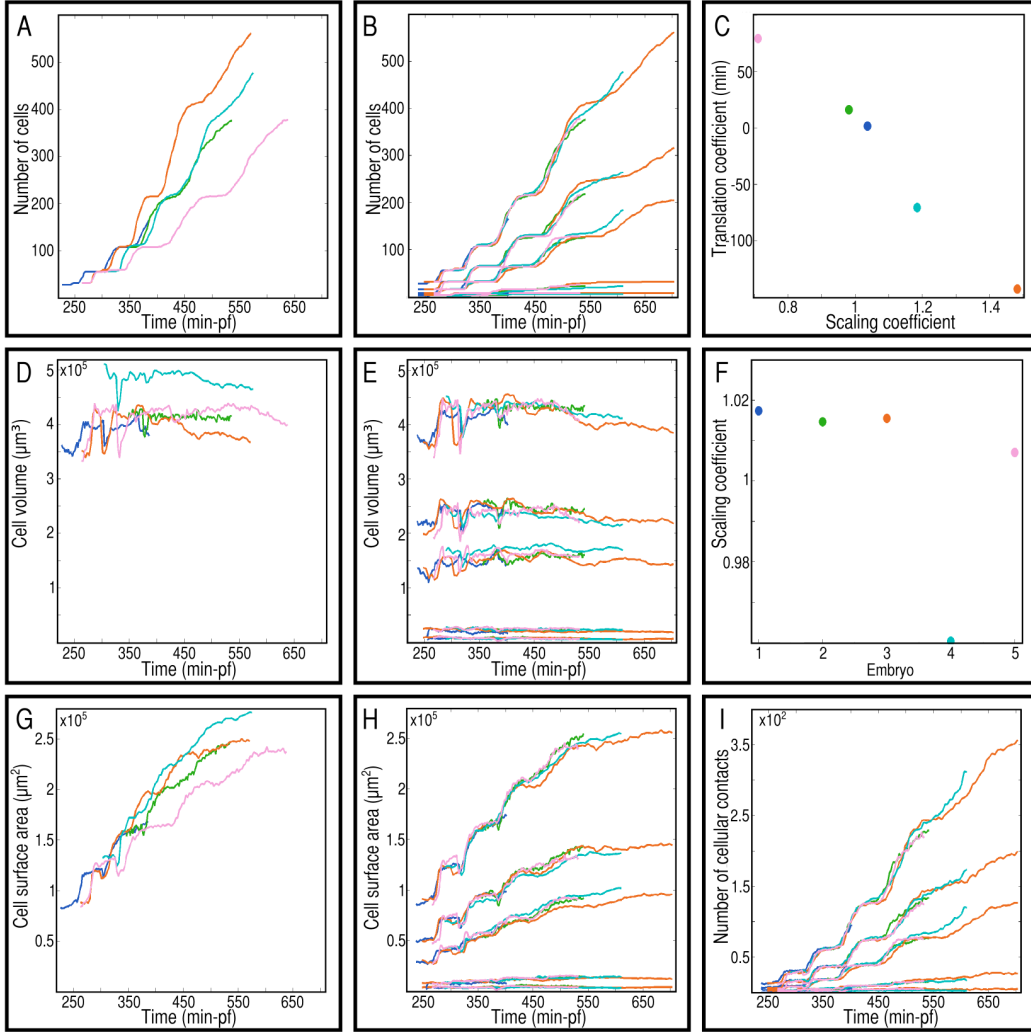 A
Number of cells
500
400
300
200
100
250 350 450 550 650
Time (min-pf)
B
Number of cells
500
400
300
200
100
250 350 450 550 650
Time (min-pf)
C
Translation coefficient (min)
50
0
-50
-100
0.8 1 1.2 1.4
Scaling coefficient
D
Cell volume (μm³)
5 x10⁵
4
3
2
1
250 350 450 550 650
Time (min-pf)
E
Cell volume (μm³)
5 x10⁵
4
3
2
1
250 350 450 550 650
Time (min-pf)
F
Scaling coefficient
1.02
1
0.98
1 2 3 4 5
Embryo
G
Cell surface area (μm²)
x10⁵
2.5
2
1.5
1
0.5
250 350 450 550 650
Time (min-pf)
H
Cell surface area (μm²)
x10⁵
2.5
2
1.5
1
0.5
250 350 450 550 650
Time (min-pf)
I
Number of cellular contacts
x10²
3.5
2.5
1.5
0.5
250 350 450 550 650
Time (min-pf)